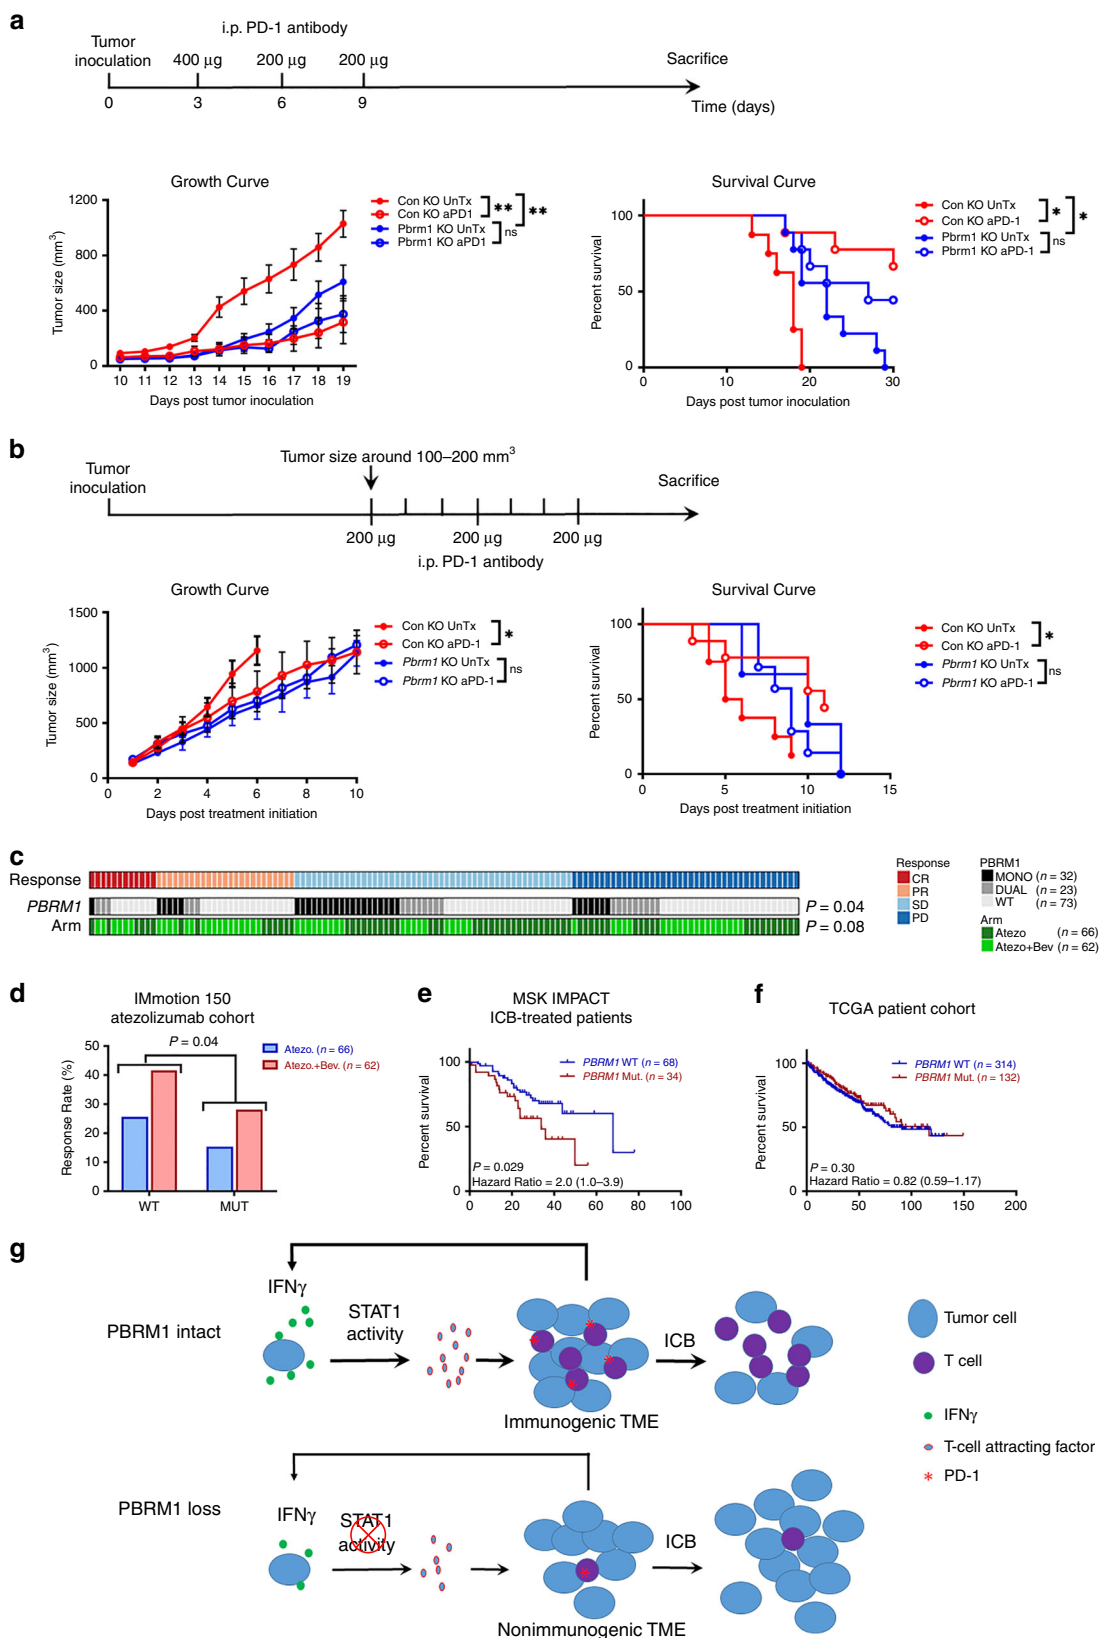 a
i.p. PD-1 antibody
Tumor
inoculation
400 µg
200 µg
200 µg
Sacrifice
0
3
6
9
Time (days)
Growth Curve
Tumor size (mm³)
1200
800
400
0
10 11 12 13 14 15 16 17 18 19
Days post tumor inoculation
Con KO UnTx
Con KO aPD1
Pbrm1 KO UnTx
Pbrm1 KO aPD1
**
**
ns
Survival Curve
Percent survival
100
50
0
0 10 20 30
Days post tumor inoculation
Con KO UnTx
Con KO aPD-1
Pbrm1 KO UnTx
Pbrm1 KO aPD-1
*
*
ns
b
Tumor size around 100–200 mm³
Tumor
inoculation
Sacrifice
200 µg
200 µg
200 µg
i.p. PD-1 antibody
Growth Curve
Tumor size (mm³)
1500
1000
500
0
0 2 4 6 8 10
Days post treatment initiation
Con KO UnTx
Con KO aPD-1
Pbrm1 KO UnTx
Pbrm1 KO aPD-1
*
ns
Survival Curve
Percent survival
100
50
0
0 5 10 15
Days post treatment initiation
Con KO UnTx
Con KO aPD-1
Pbrm1 KO UnTx
Pbrm1 KO aPD-1
*
ns
c
Response
PBRM1
P = 0.04
Arm
P = 0.08
Response
CR
PR
SD
PD
PBRM1
MONO (n = 32)
DUAL (n = 23)
WT (n = 73)
Arm
Atezo (n = 66)
Atezo+Bev (n = 62)
d
IMmotion 150
atezolizumab cohort
Response Rate (%)
50
40
30
20
10
0
P = 0.04
WT
MUT
Atezo. (n = 66)
Atezo.+Bev. (n = 62)
e
MSK IMPACT
ICB-treated patients
Percent survival
100
50
0
PBRM1 WT (n = 68)
PBRM1 Mut. (n = 34)
P = 0.029
Hazard Ratio = 2.0 (1.0–3.9)
0 20 40 60 80 100
f
TCGA patient cohort
Percent survival
100
50
0
PBRM1 WT (n = 314)
PBRM1 Mut. (n = 132)
P = 0.30
Hazard Ratio = 0.82 (0.59–1.17)
0 50 100 150 200
g
PBRM1 intact
IFNγ
STAT1
activity
Immunogenic TME
ICB
Tumor cell
T cell
IFNγ
T-cell attracting factor
PD-1
PBRM1 loss
IFNγ
STAT1
activity
Nonimmunogenic TME
ICB